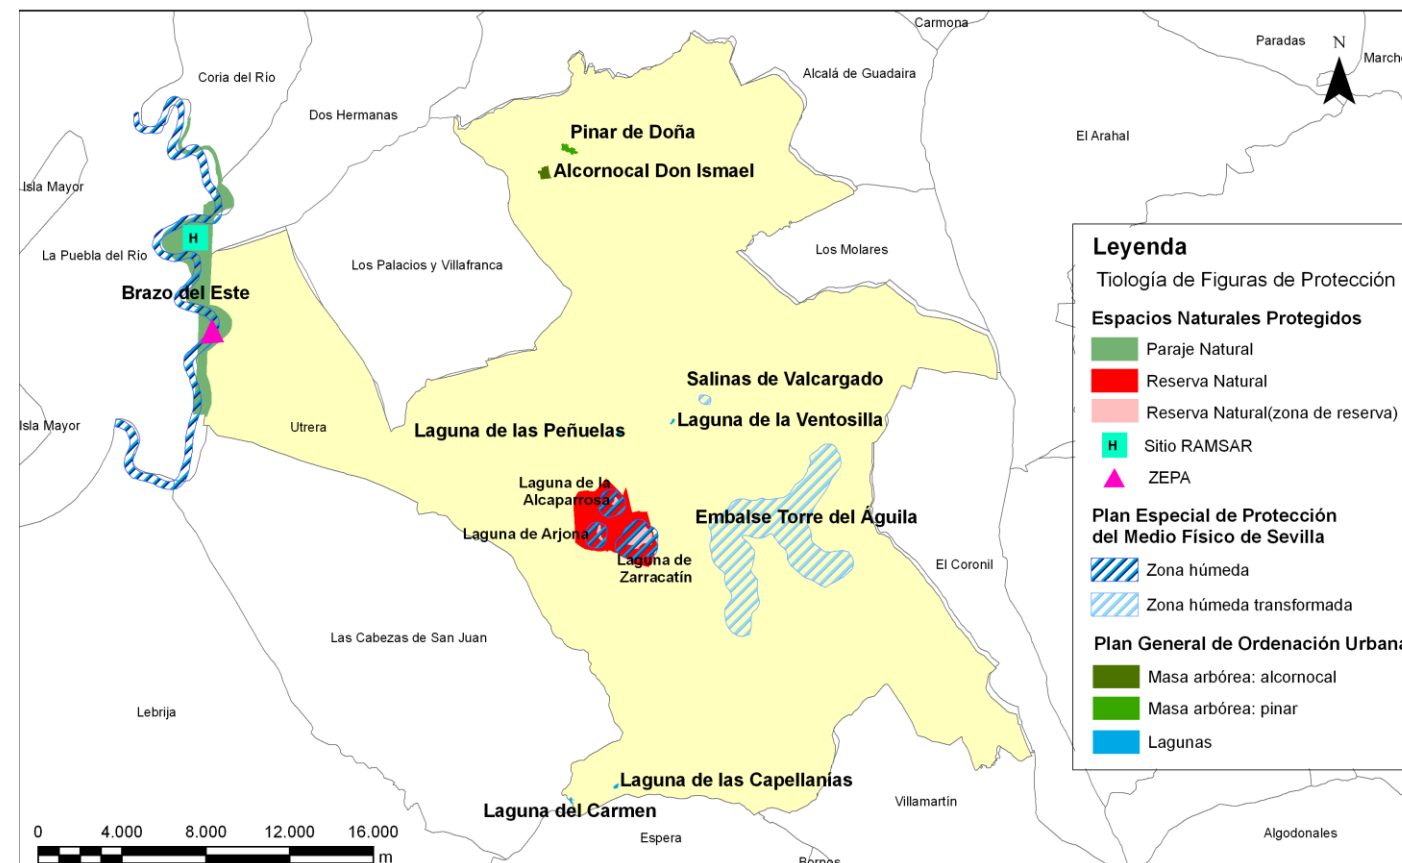 Carmona
Paradas
N
Marche
Coria del Río
Alcalá de Guadaira
Dos Hermanas
Pinar de Doña
El Arahal
Alcornocal Don Ismael
Isla Mayor
H
Los Molares
La Puebla del Río
Los Palacios y Villafranca
Brazo del Este
Salinas de Valcargado
Laguna de la Ventosilla
Isla Mayor
Utrera
Laguna de las Peñuelas
Laguna de la
Alcaparrosa
Embalse Torre del Águila
Laguna de Arjona
Laguna de
Zarracatín
El Coronil
Las Cabezas de San Juan
Lebrija
Laguna de las Capellanías
Laguna del Carmen
Villamartín
Espera
Bornos
Algodonales
0 4.000 8.000 12.000 16.000
m
Leyenda
Tiología de Figuras de Protección
Espacios Naturales Protegidos
Paraje Natural
Reserva Natural
Reserva Natural(zona de reserva)
H Sitio RAMSAR
ZEPA
Plan Especial de Protección
del Medio Físico de Sevilla
Zona húmeda
Zona húmeda transformada
Plan General de Ordenación Urbana
Masa arbórea: alcornocal
Masa arbórea: pinar
Lagunas